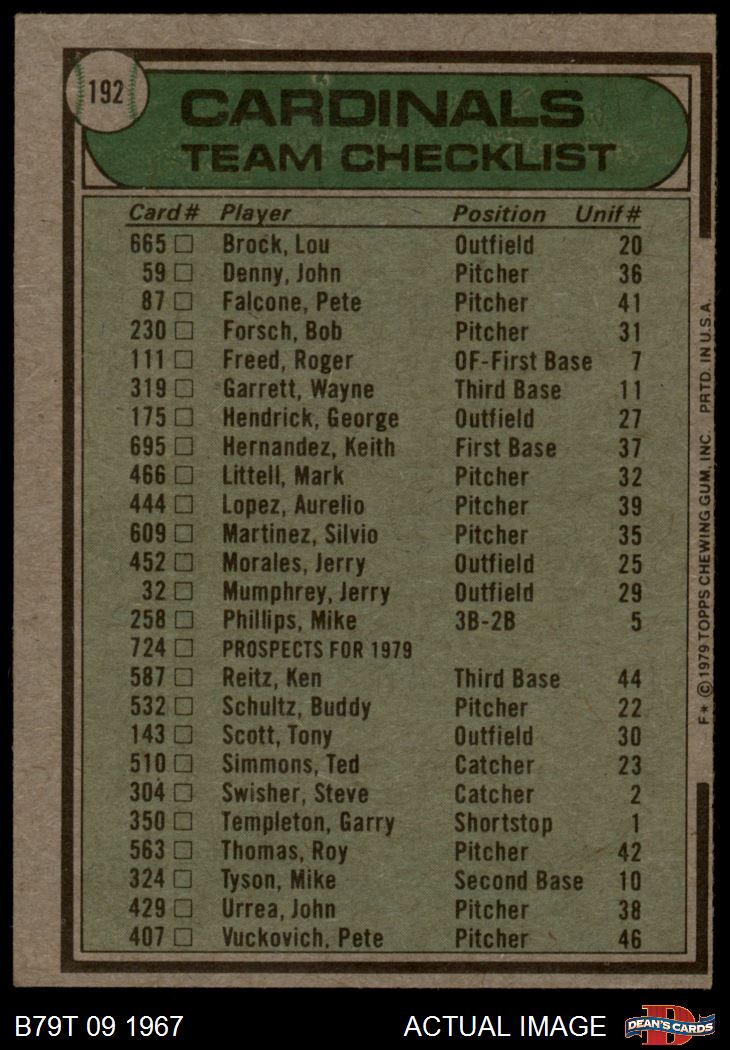 192
CARDINALS
TEAM CHECKLIST
Card# Player Position Unif#
665 Brock, Lou Outfield 20
59 Denny, John Pitcher 36
87 Falcone, Pete Pitcher 41
230 Forsch, Bob Pitcher 31
111 Freed, Roger OF-First Base 7
319 Garrett, Wayne Third Base 11
175 Hendrick, George Outfield 27
695 Hernandez, Keith First Base 37
466 Littell, Mark Pitcher 32
444 Lopez, Aurelio Pitcher 39
609 Martinez, Silvio Pitcher 35
452 Morales, Jerry Outfield 25
32 Mumphrey, Jerry Outfield 29
258 Phillips, Mike 3B-2B 5
724 PROSPECTS FOR 1979
587 Reitz, Ken Third Base 44
532 Schultz, Buddy Pitcher 22
143 Scott, Tony Outfield 30
510 Simmons, Ted Catcher 23
304 Swisher, Steve Catcher 2
350 Templeton, Garry Shortstop 1
563 Thomas, Roy Pitcher 42
324 Tyson, Mike Second Base 10
429 Urrea, John Pitcher 38
407 Vuckovich, Pete Pitcher 46
F* © 1979 TOPPS CHEWING GUM, INC. PRTD. IN U.S.A.
B79T 09 1967 ACTUAL IMAGE
D
DEAN'S CARDS